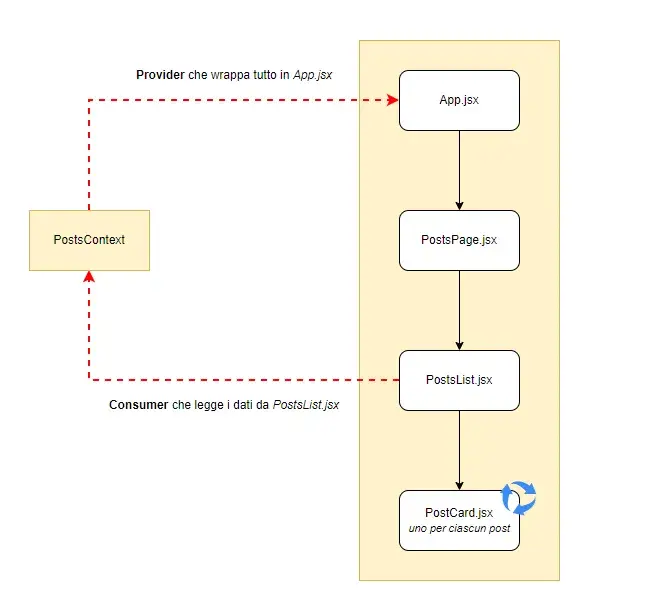 Provider che wrappa tutto in App.jsx
App.jsx
PostsContext
PostsPage.jsx
PostsList.jsx
Consumer che legge i dati da PostsList.jsx
PostCard.jsx
uno per ciascun post